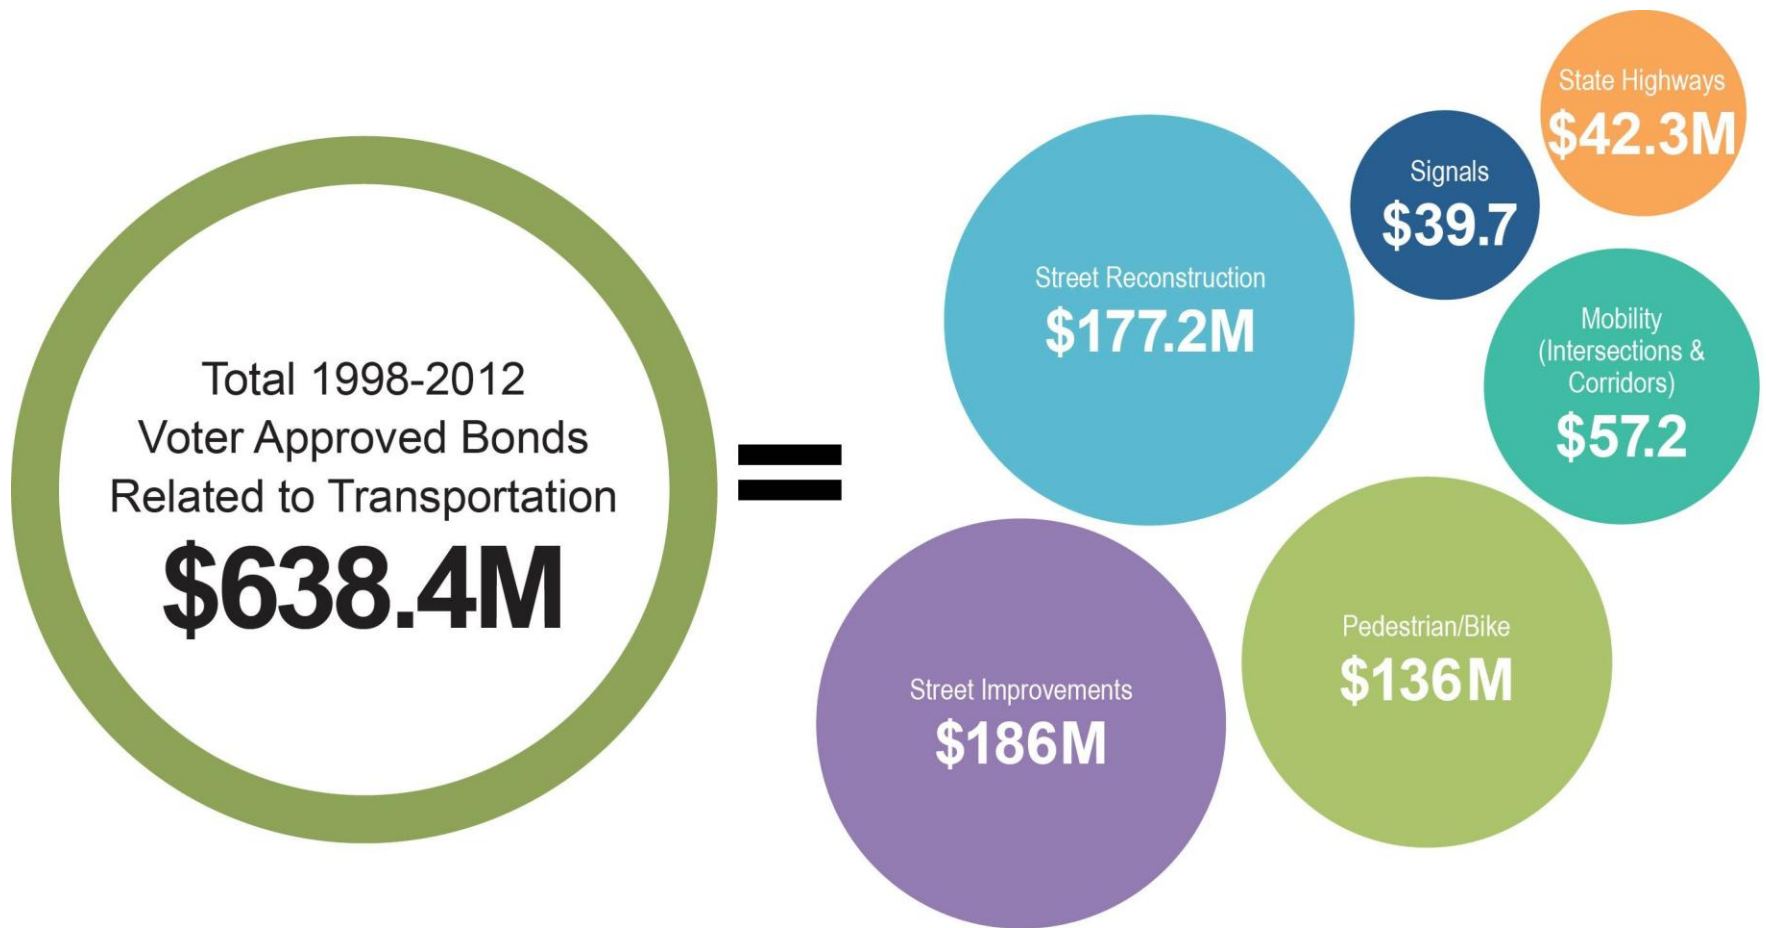 Total 1998-2012
Voter Approved Bonds
Related to Transportation
$638.4M
=
Street Reconstruction
$177.2M
Signals
$39.7
State Highways
$42.3M
Mobility
(Intersections &
Corridors)
$57.2
Street Improvements
$186M
Pedestrian/Bike
$136M